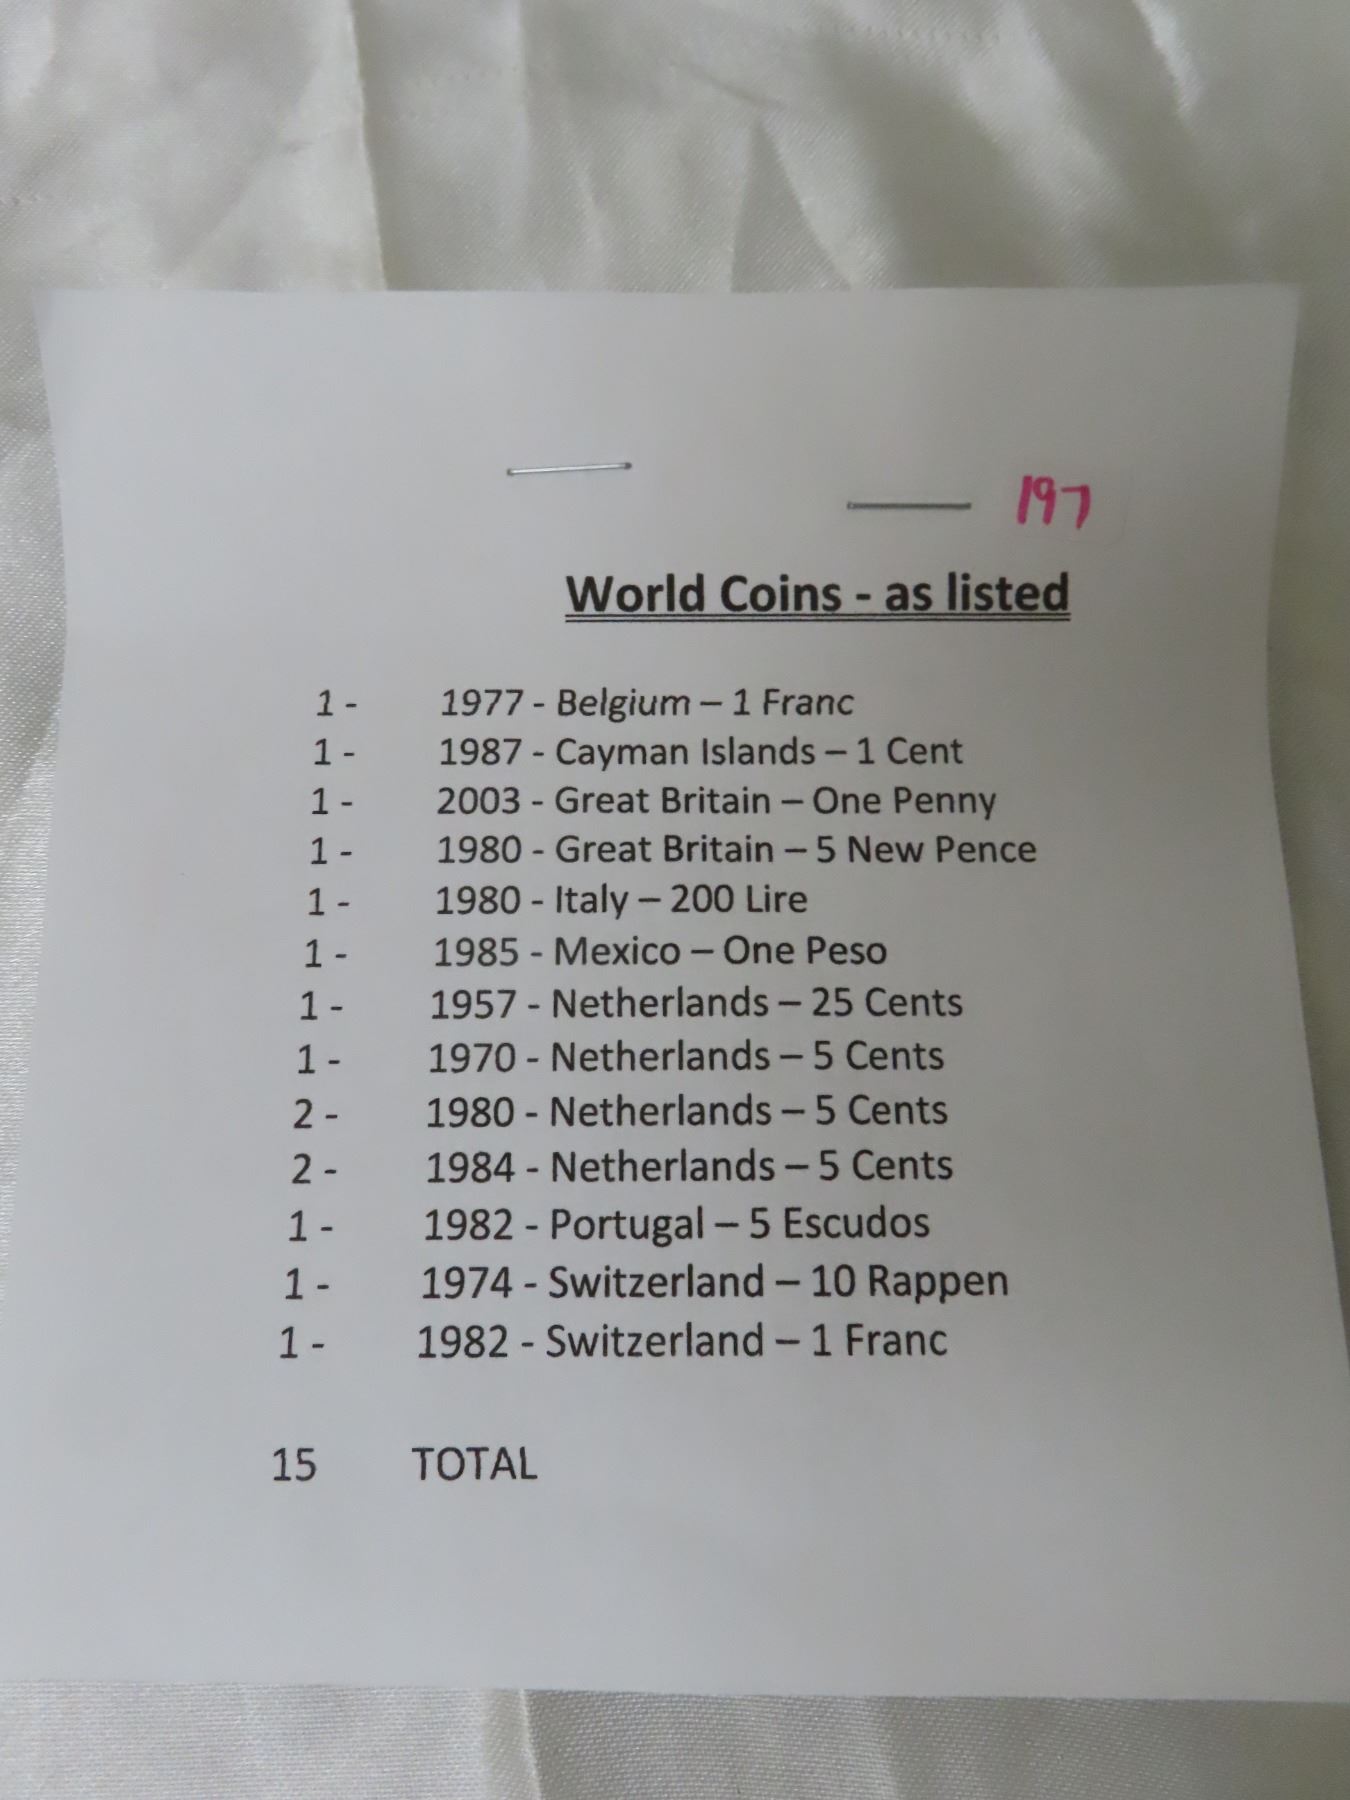 197
World Coins - as listed
1 - 1977 - Belgium – 1 Franc
1 - 1987 - Cayman Islands – 1 Cent
1 - 2003 - Great Britain – One Penny
1 - 1980 - Great Britain – 5 New Pence
1 - 1980 - Italy – 200 Lire
1 - 1985 - Mexico – One Peso
1 - 1957 - Netherlands – 25 Cents
1 - 1970 - Netherlands – 5 Cents
2 - 1980 - Netherlands – 5 Cents
2 - 1984 - Netherlands – 5 Cents
1 - 1982 - Portugal – 5 Escudos
1 - 1974 - Switzerland – 10 Rappen
1 - 1982 - Switzerland – 1 Franc
15 TOTAL